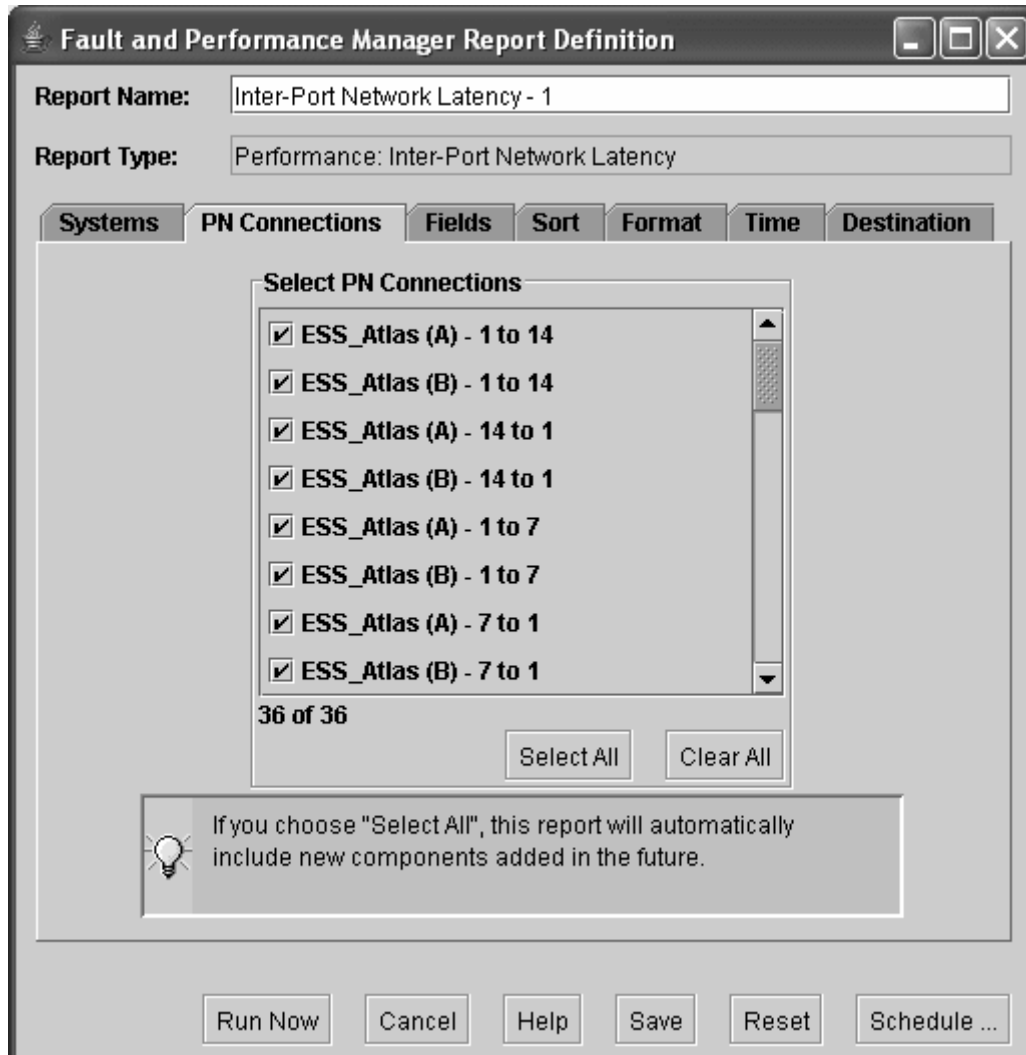 Fault and Performance Manager Report Definition
Report Name: Inter-Port Network Latency - 1
Report Type: Performance: Inter-Port Network Latency
Systems PN Connections Fields Sort Format Time Destination
Select PN Connections
ESS_Atlas (A) - 1 to 14
ESS_Atlas (B) - 1 to 14
ESS_Atlas (A) - 14 to 1
ESS_Atlas (B) - 14 to 1
ESS_Atlas (A) - 1 to 7
ESS_Atlas (B) - 1 to 7
ESS_Atlas (A) - 7 to 1
ESS_Atlas (B) - 7 to 1
36 of 36
Select All Clear All
If you choose "Select All", this report will automatically
include new components added in the future.
Run Now Cancel Help Save Reset Schedule ...